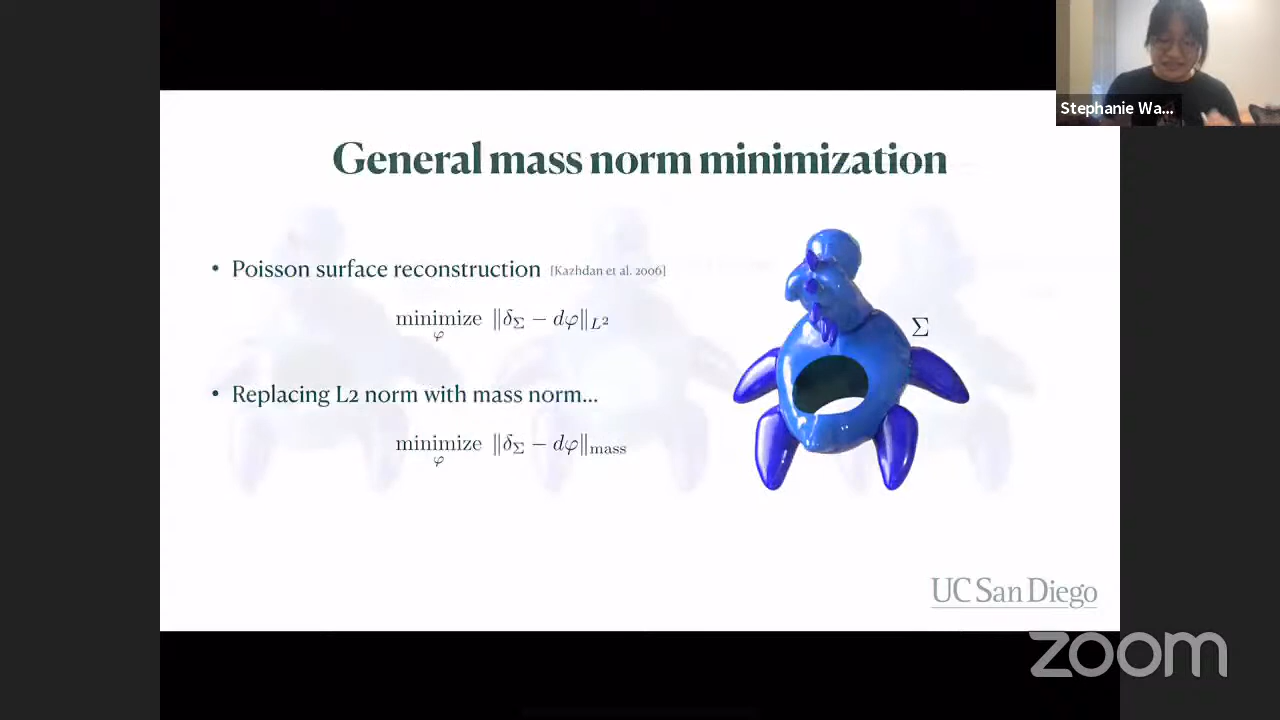 Stephanie Wa...
General mass norm minimization
• Poisson surface reconstruction [Kazhdan et al. 2006]
minimize ‖δ_Σ − dφ‖_{L²}
φ
Σ
• Replacing L2 norm with mass norm...
minimize ‖δ_Σ − dφ‖_{mass}
φ
UC San Diego
zoom